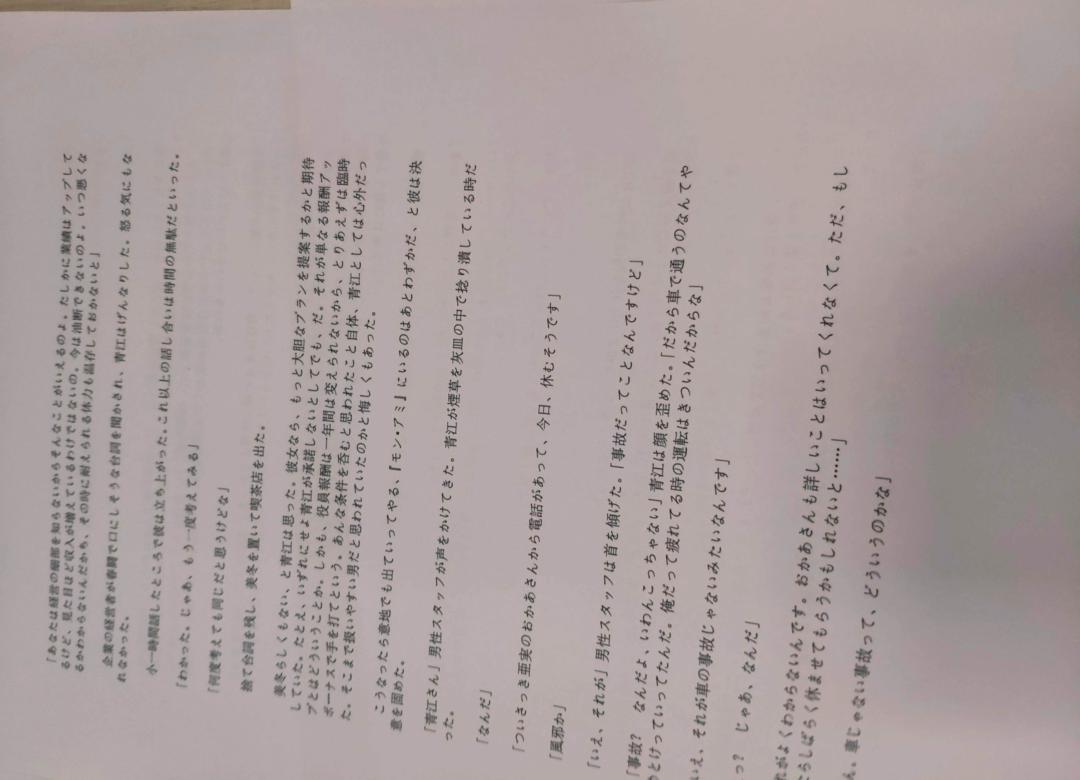 「あなたは経営の細部を知らないからそんなことがいえるのよ。たしかに業績はアップして
るけど、見た目ほど収入が増えているわけではないの。今は油断できないのよ。いつ悪くな
るかわからないんだから、その時に耐えられる体力も温存しておかないと」
企業の経営者が春闘で口にしそうな台詞を聞かされ、青江はげんなりした。怒る気にもな
れなかった。
小一時間話したところで彼は立ち上がった。これ以上の話し合いは時間の無駄だといった。
「わかった。じゃあ、もう一度考えてみる」
「何度考えても同じだと思うけどな」
捨て台詞を残し、美冬を置いて喫茶店を出た。
美冬らしくもない、と青江は思った。彼女なら、もっと大胆なプランを提案するかと期待
していた。たとえ、いずれにせよ青江が承諾しないとしてでも、だ。それが単なる報酬アッ
プとはどういうことか。しかも、役員報酬は一年間は変えられないから、とりあえずは臨時
ボーナスで手を打てという。あんな条件を呑むと思われたこと自体、青江としては心外だっ
た。そこまで扱いやすい男だと思われていたのかと悔しくもあった。
こうなったら意地でも出ていってやる、『モン・アミ』にいるのはあとわずかだ、と彼は決
意を固めた。
「青江さん」男性スタッフが声をかけてきた。青江が煙草を灰皿の中で捻り潰している時だ
った。
「なんだ」
「ついさっき亜実のおかあさんから電話があって、今日、休むそうです」
「風邪か」
「いえ、それが」男性スタッフは首を傾げた。「事故だってことなんですけど」
「事故？　なんだよ、いわんこっちゃない」青江は顔を歪めた。「だから車で通うのなんてや
めとけっていってたんだ。俺だって疲れてる時の運転はきついんだからな」
いえ、それが車の事故じゃないみたいなんです」
っ？　じゃあ、なんだ」
れがよくわからないんです。おかあさんも詳しいことはいってくれなくて。ただ、もし
たらしばらく休ませてもらうかもしれないと……」
ん、車じゃない事故って、どういうのかな」